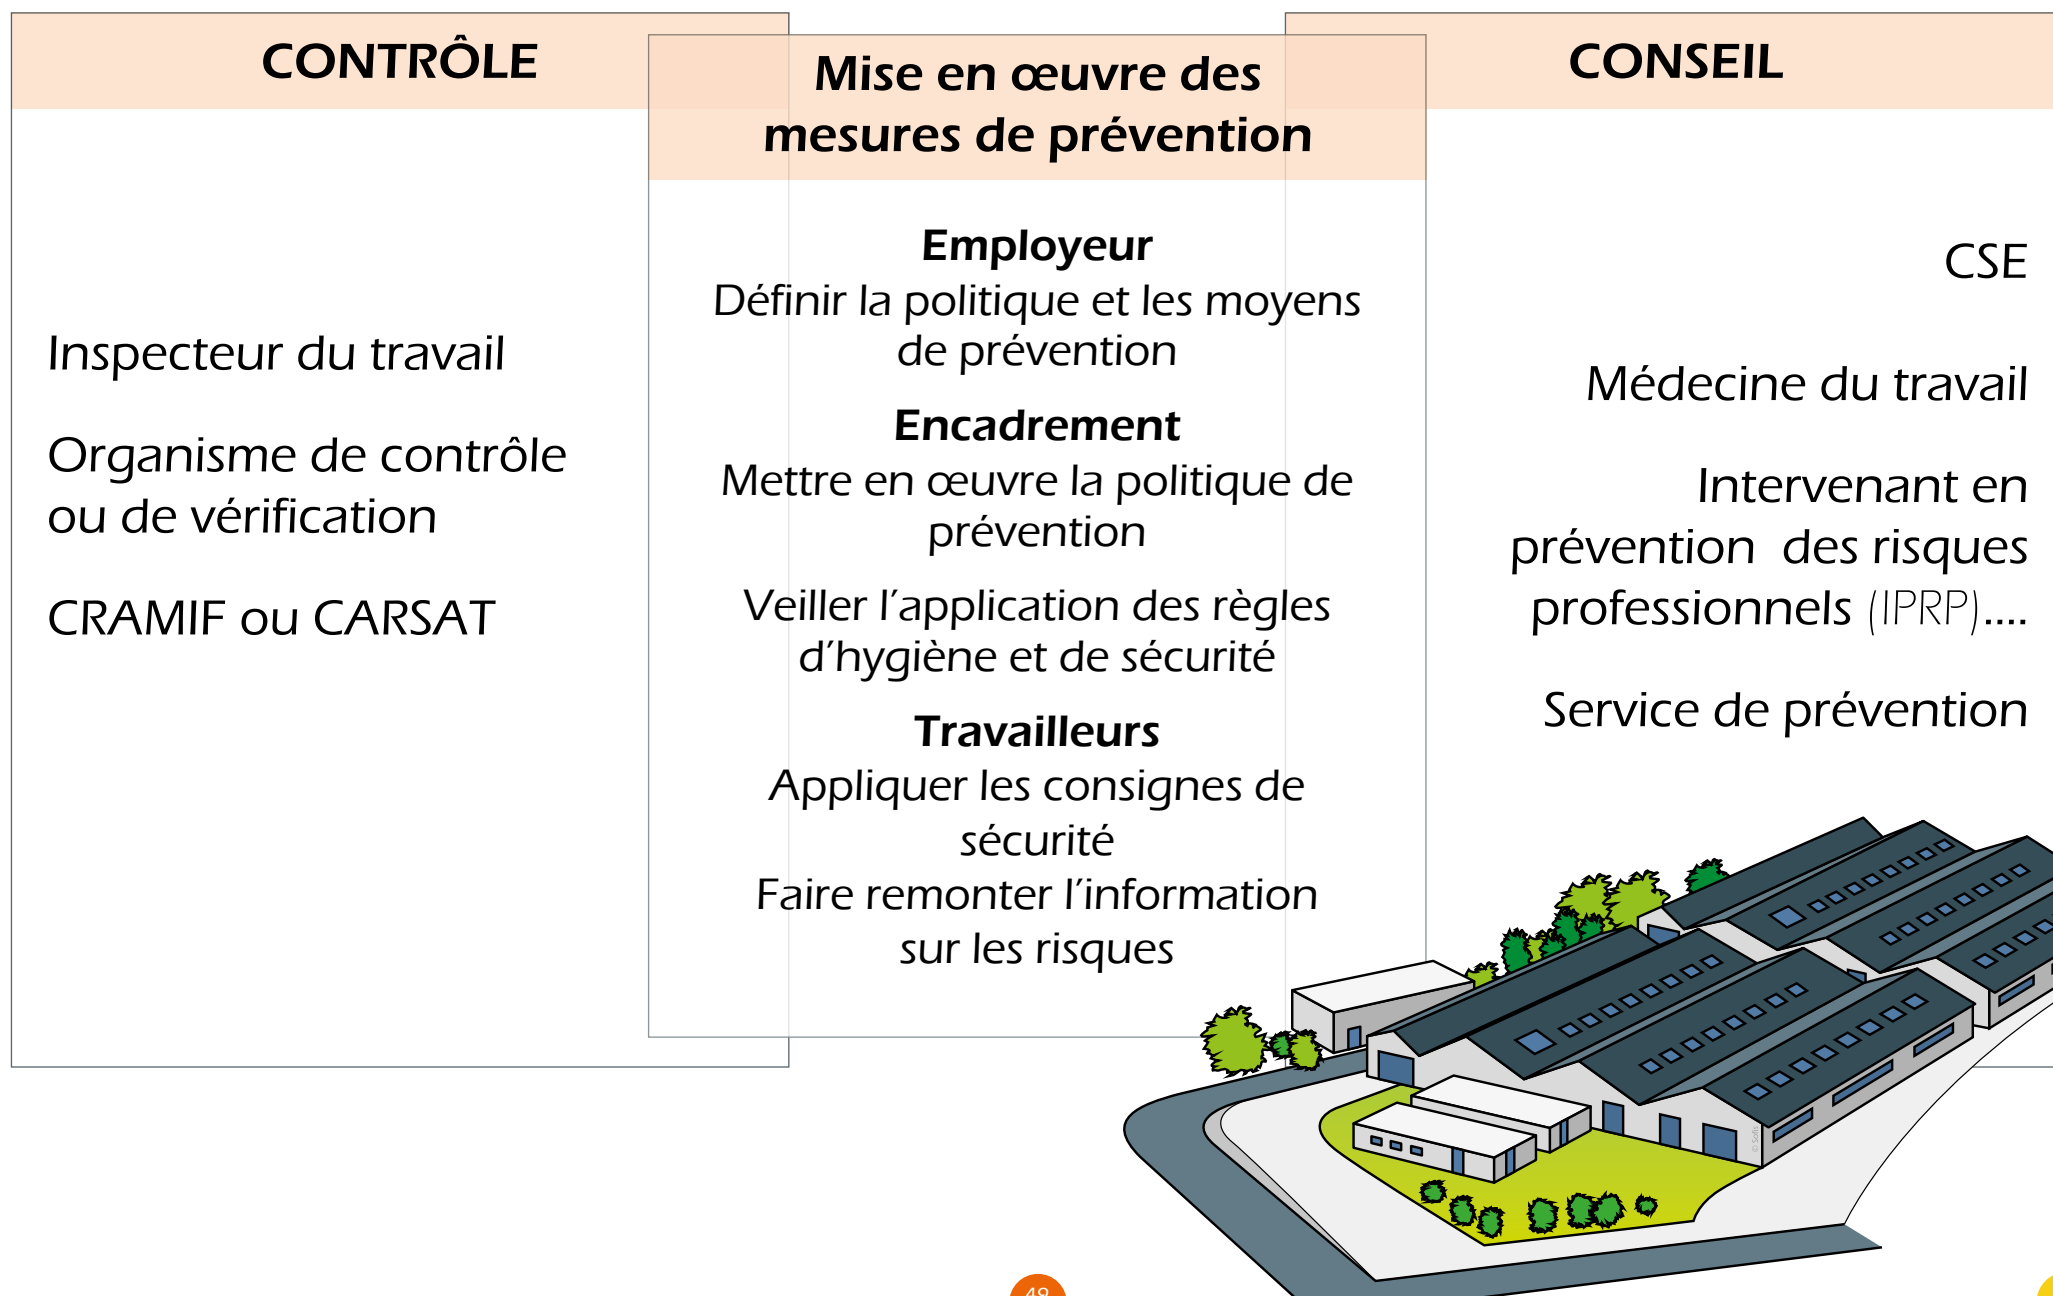 CONTRÔLE
Inspecteur du travail
Organisme de contrôle
ou de vérification
CRAMIF ou CARSAT
Mise en œuvre des
mesures de prévention
Employeur
Définir la politique et les moyens
de prévention
Encadrement
Mettre en œuvre la politique de
prévention
Veiller l’application des règles
d’hygiène et de sécurité
Travailleurs
Appliquer les consignes de
sécurité
Faire remonter l’information
sur les risques
CONSEIL
CSE
Médecine du travail
Intervenant en
prévention des risques
professionnels (IPRP)....
Service de prévention
© Sofis
49